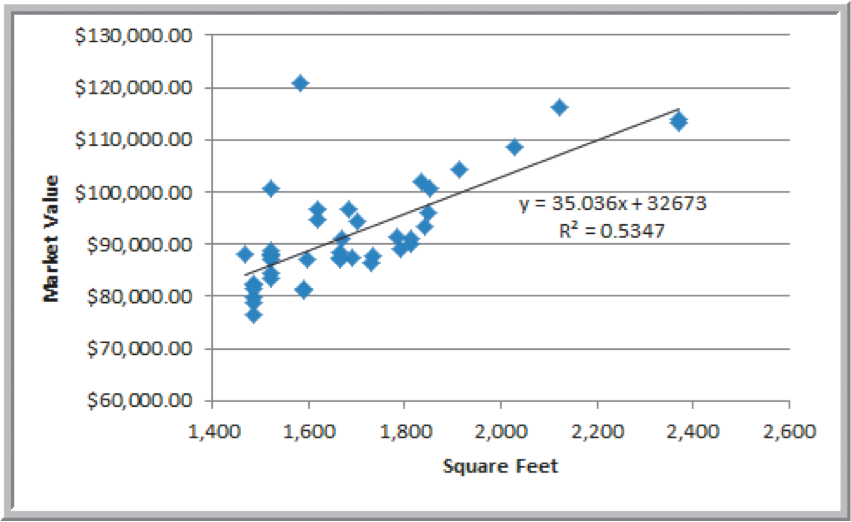 $130,000.00
$120,000.00
$110,000.00
$100,000.00
$90,000.00
$80,000.00
$70,000.00
$60,000.00
Market Value
y = 35.036x + 32673
R² = 0.5347
1,400 1,600 1,800 2,000 2,200 2,400 2,600
Square Feet